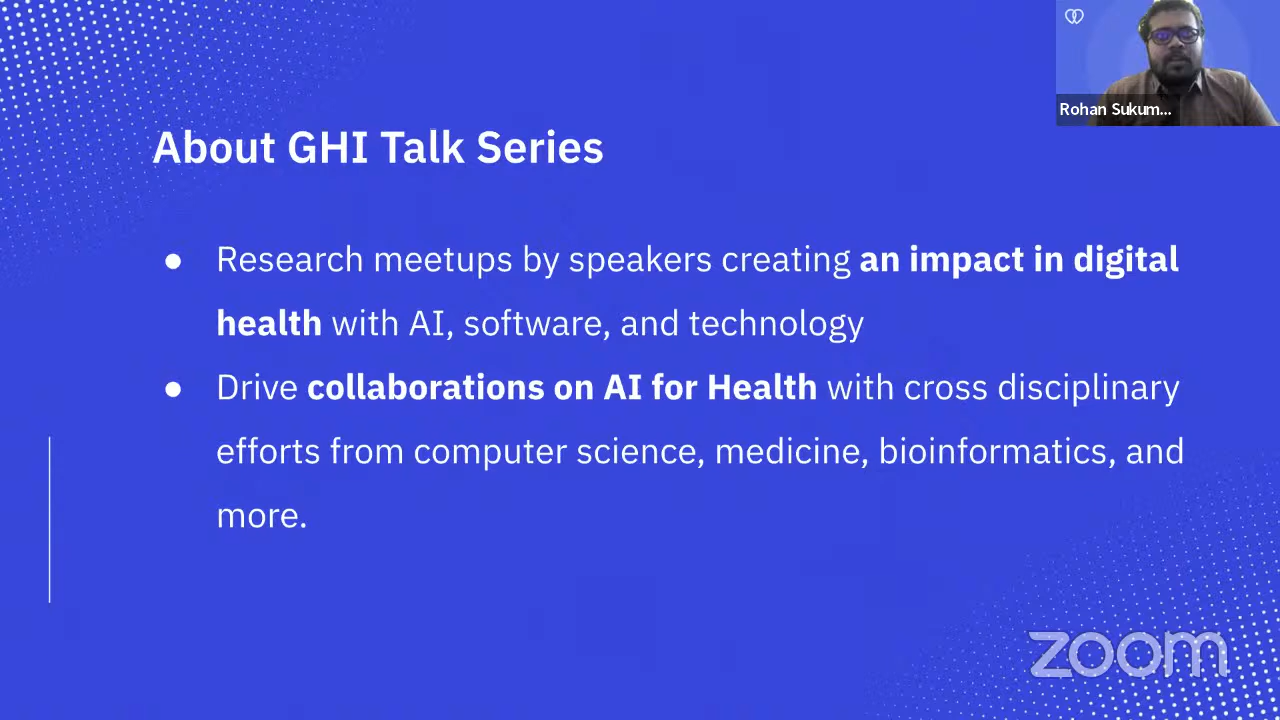 Rohan Sukum...
About GHI Talk Series
● Research meetups by speakers creating an impact in digital
health with AI, software, and technology
● Drive collaborations on AI for Health with cross disciplinary
efforts from computer science, medicine, bioinformatics, and
more.
zoom